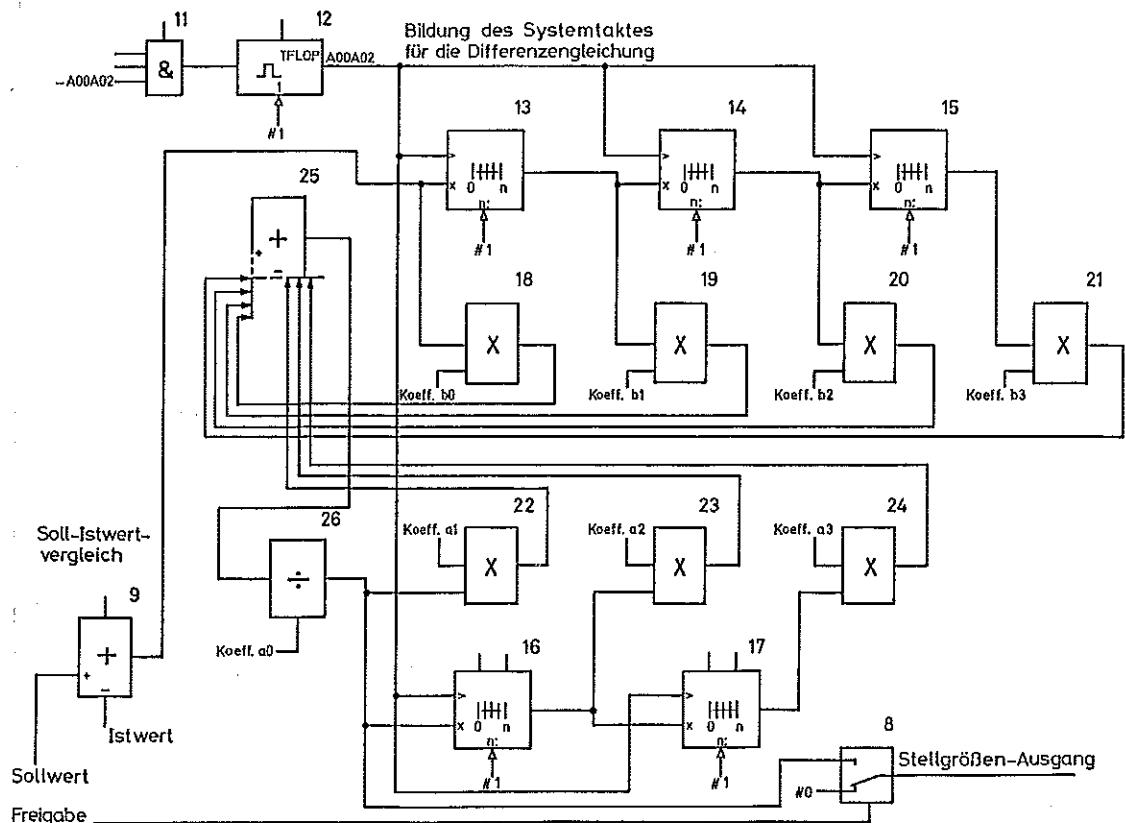 11
12
Bildung des Systemtaktes
für die Differenzengleichung
TFLOP
A00A02
&
-A00A02
1
#1
13
14
15
>
x
0 n
n:
#1
>
x
0 n
n:
#1
>
x
0 n
n:
#1
25
+
+
-
18
19
20
21
X
X
X
X
Koeff. b0
Koeff. b1
Koeff. b2
Koeff. b3
26
22
23
24
Koeff. a1
Koeff. a2
Koeff. a3
X
X
X
÷
Koeff. a0
Soll-Istwert-
vergleich
9
+
+
-
Istwert
Sollwert
16
17
>
x
0 n
n:
#1
>
x
0 n
n:
#1
8
Stellgrößen-Ausgang
#0
Freigabe